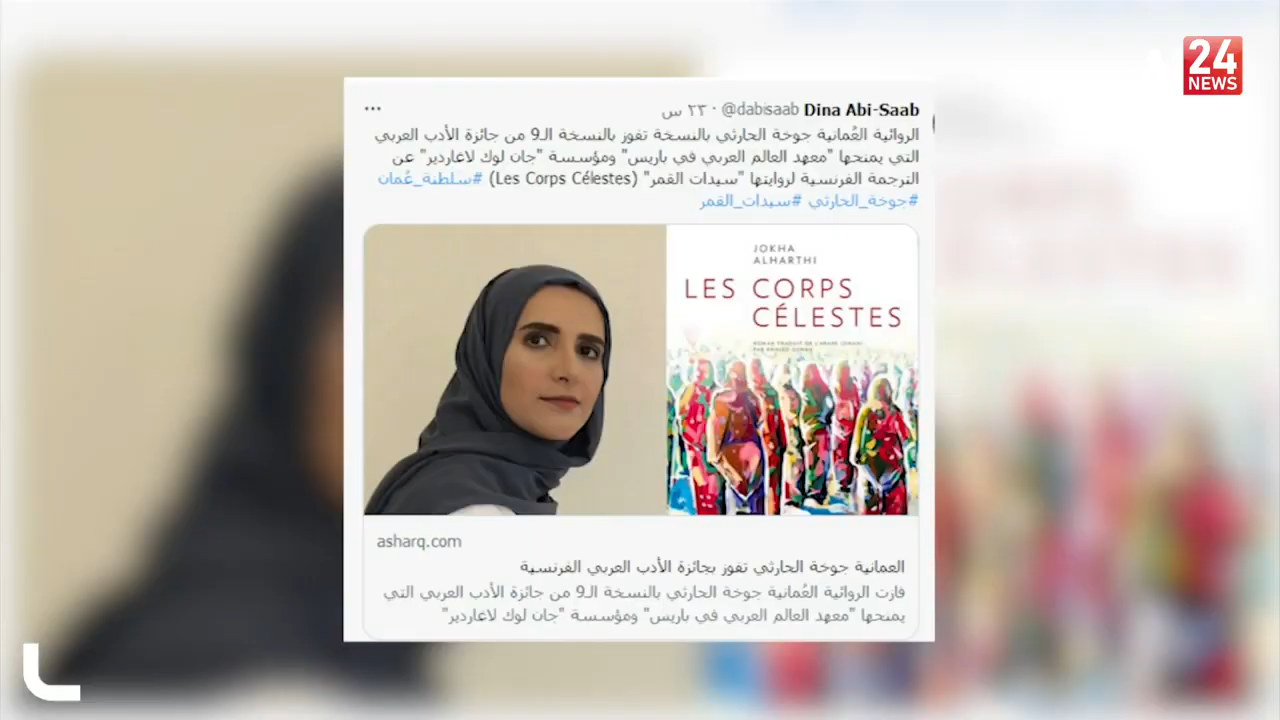 24
NEWS
Dina Abi-Saab @dabisaab · ٢٣ س
الروائية العُمانية جوخة الحارثي بالنسخة تفوز بالنسخة الـ9 من جائزة الأدب العربي
التي يمنحها "معهد العالم العربي في باريس" ومؤسسة "جان لوك لاغاردير" عن
الترجمة الفرنسية لروايتها "سيدات القمر" (Les Corps Célestes) #سلطنة_عُمان
#جوخة_الحارثي #سيدات_القمر
JOKHA
ALHARTHI
LES CORPS
CÉLESTES
asharq.com
العمانية جوخة الحارثي تفوز بجائزة الأدب العربي الفرنسية
فازت الروائية العُمانية جوخة الحارثي بالنسخة الـ9 من جائزة الأدب العربي التي
يمنحها "معهد العالم العربي في باريس" ومؤسسة "جان لوك لاغاردير"